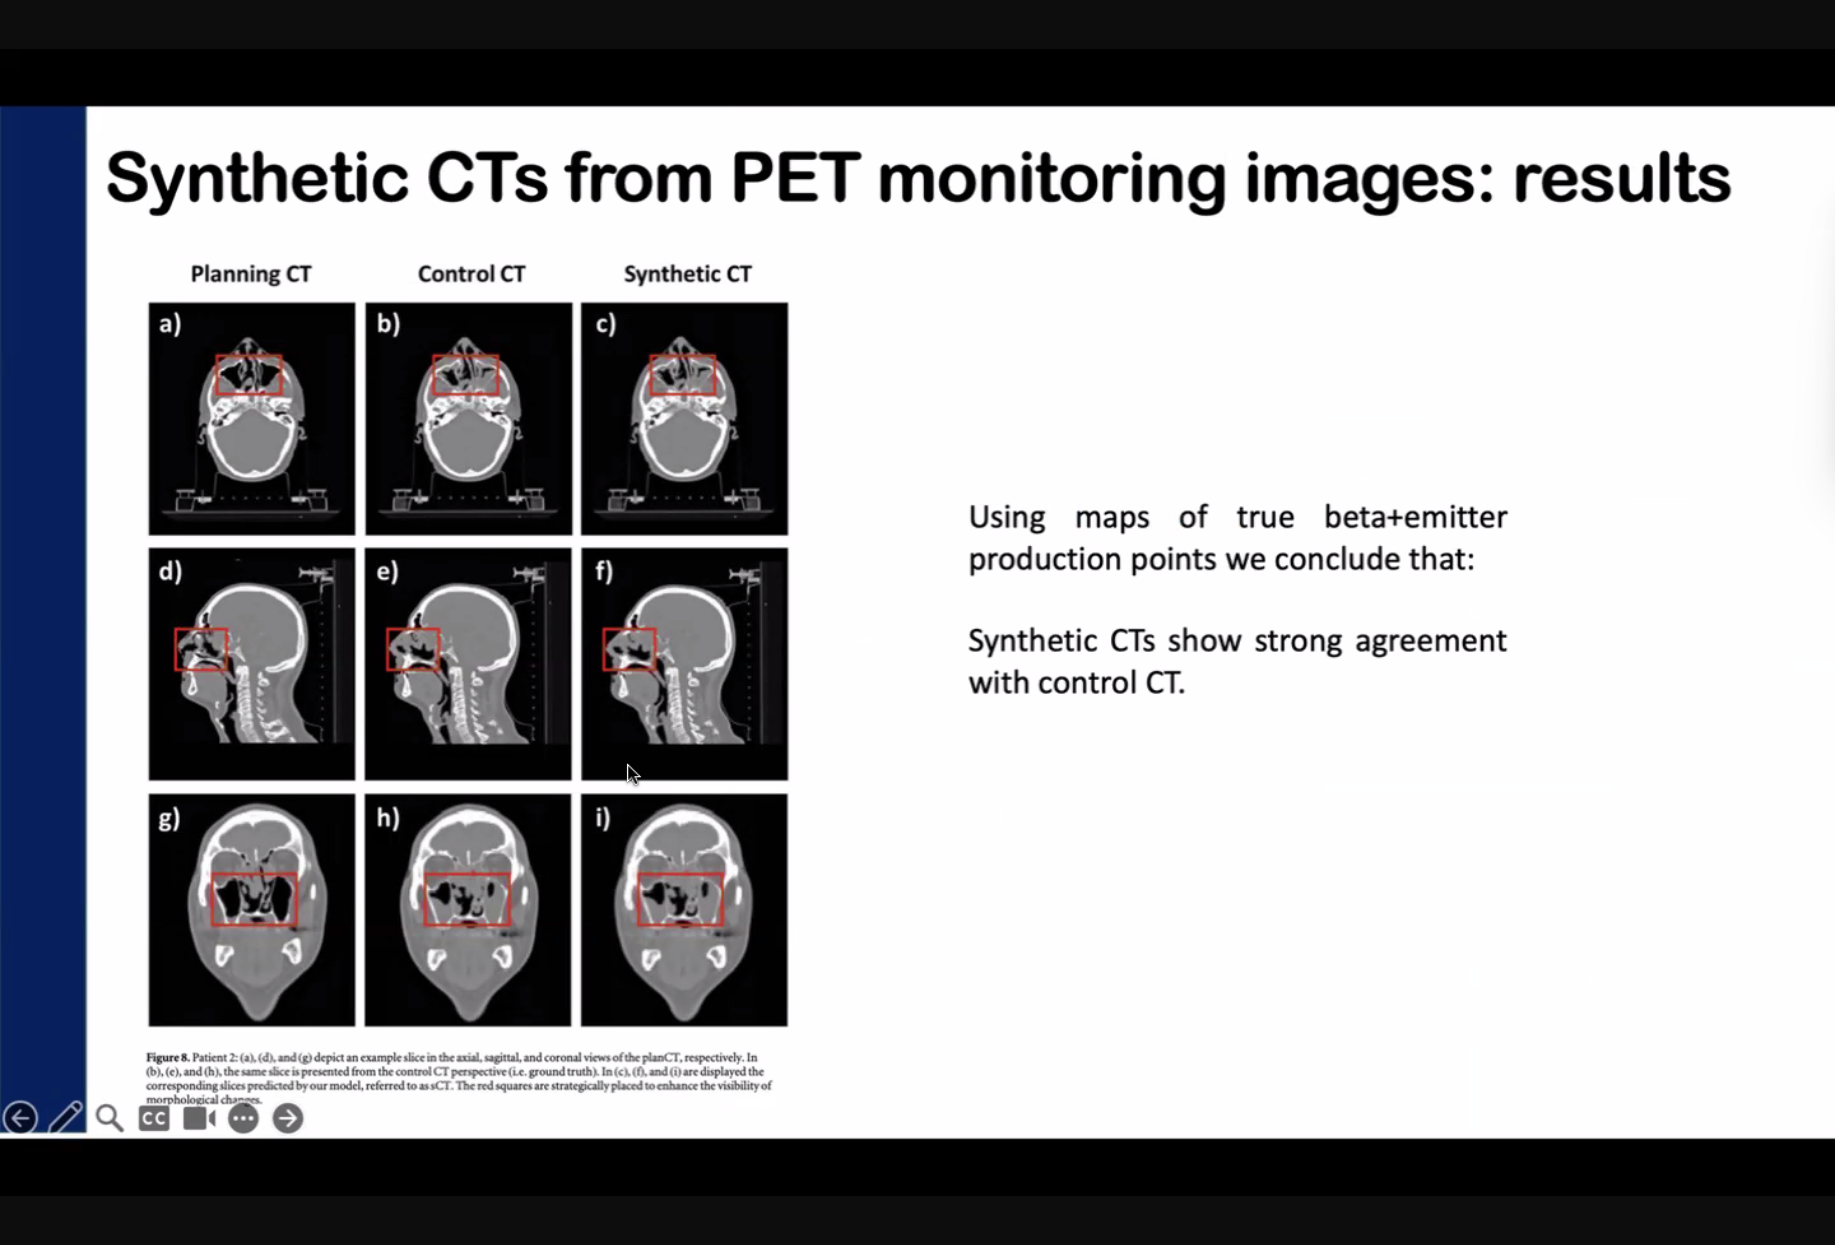 Synthetic CTs from PET monitoring images: results
Planning CT
Control CT
Synthetic CT
a)
b)
c)
d)
e)
f)
g)
h)
i)
Using maps of true beta+emitter
production points we conclude that:
Synthetic CTs show strong agreement
with control CT.
Figure 8. Patient 2: (a), (d), and (g) depict an example slice in the axial, sagittal, and coronal views of the planCT, respectively. In
(b), (e), and (h), the same slice is presented from the control CT perspective (i.e. ground truth). In (c), (f), and (i) are displayed the
corresponding slices predicted by our model, referred to as sCT. The red squares are strategically placed to enhance the visibility of
morphological changes.
CC